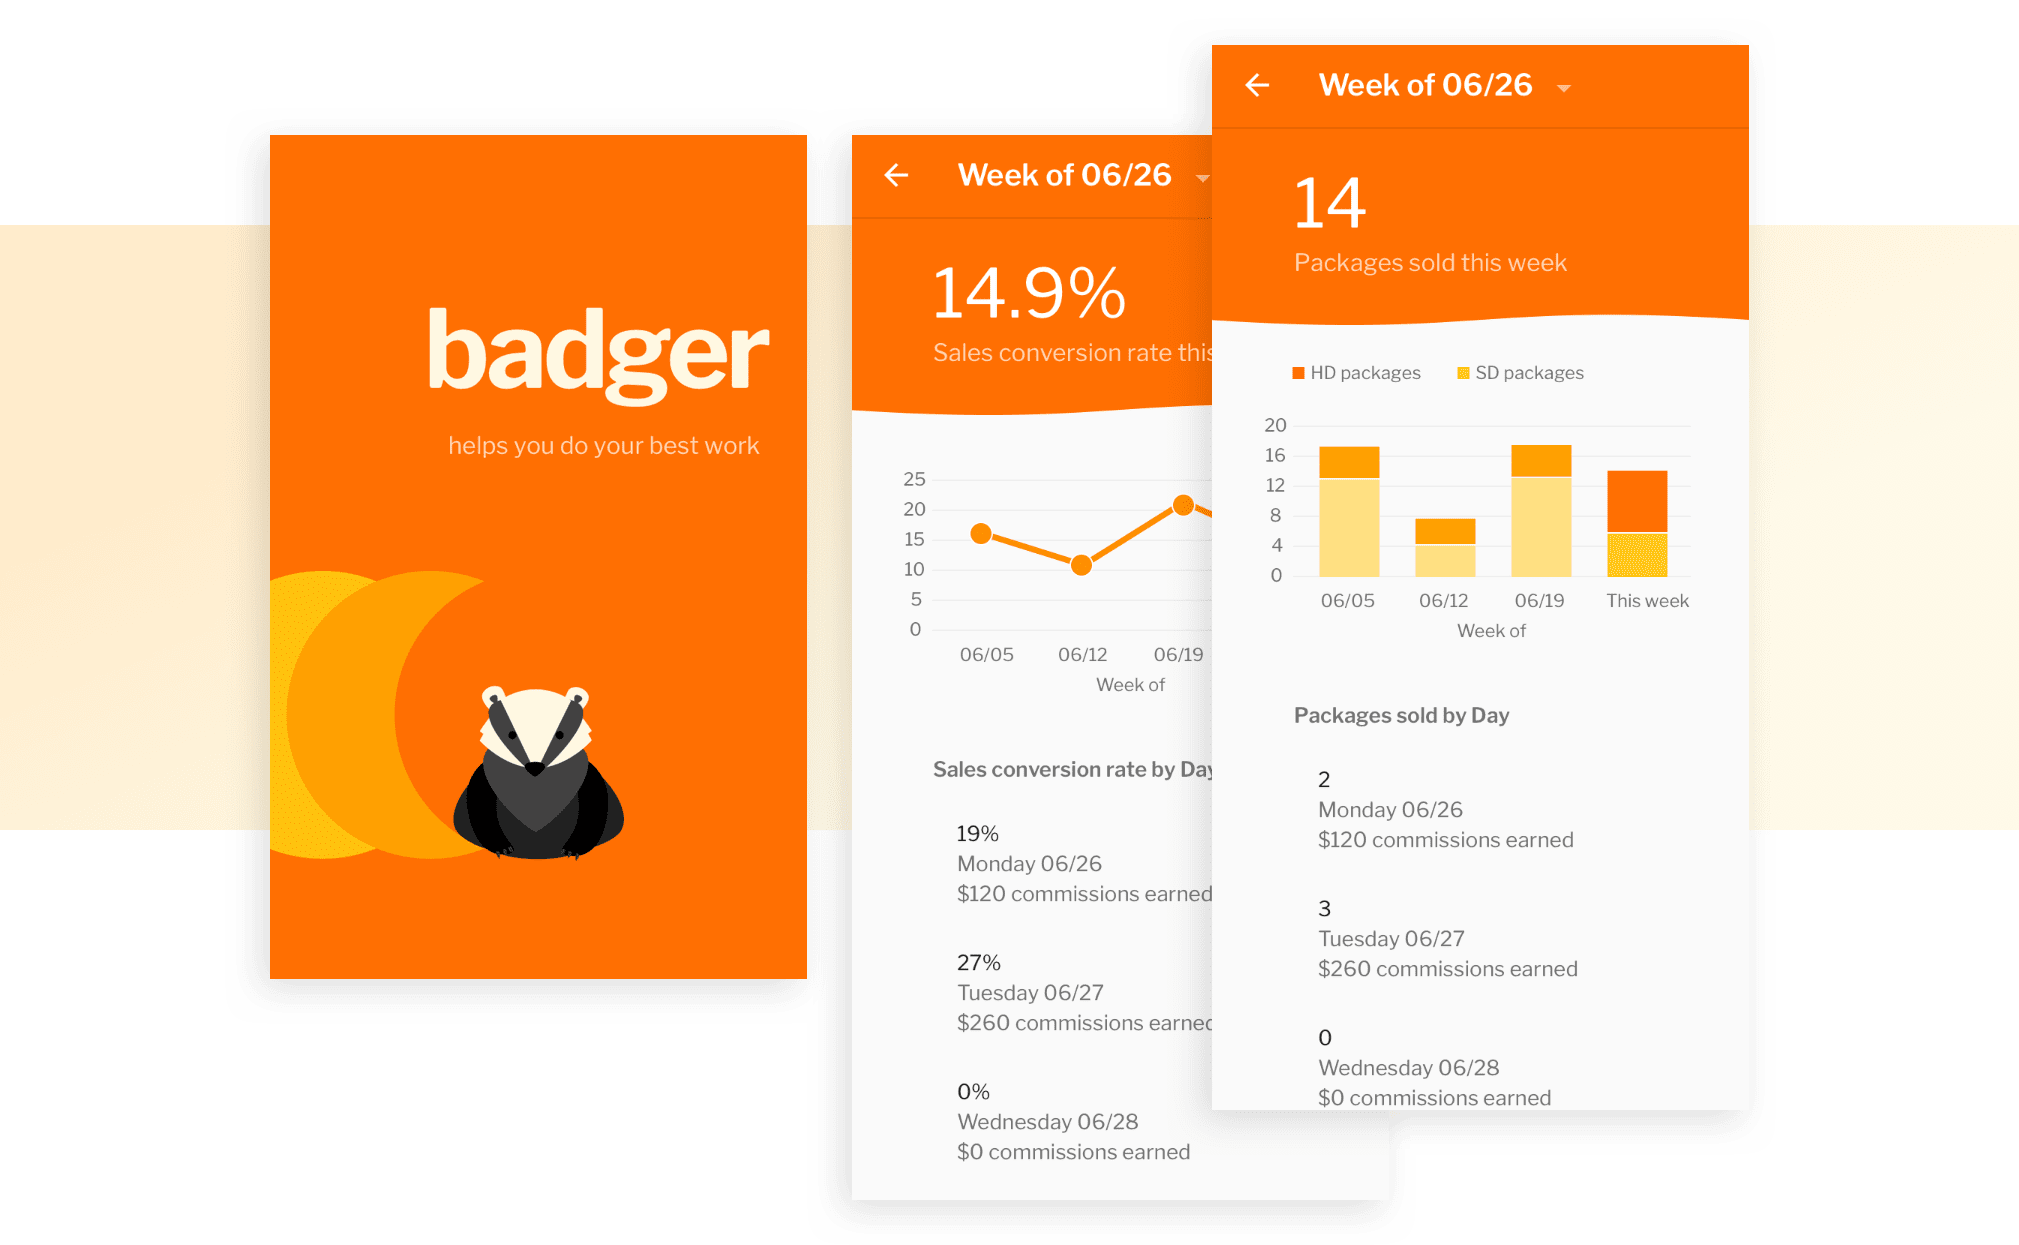 badger
helps you do your best work
Week of 06/26
14.9%
Sales conversion rate this
25
20
15
10
5
0
06/05 06/12 06/19
Week of
Sales conversion rate by Day
19%
Monday 06/26
$120 commissions earned
27%
Tuesday 06/27
$260 commissions earned
0%
Wednesday 06/28
$0 commissions earned
Week of 06/26
14
Packages sold this week
HD packages SD packages
20
16
12
8
4
0
06/05 06/12 06/19 This week
Week of
Packages sold by Day
2
Monday 06/26
$120 commissions earned
3
Tuesday 06/27
$260 commissions earned
0
Wednesday 06/28
$0 commissions earned